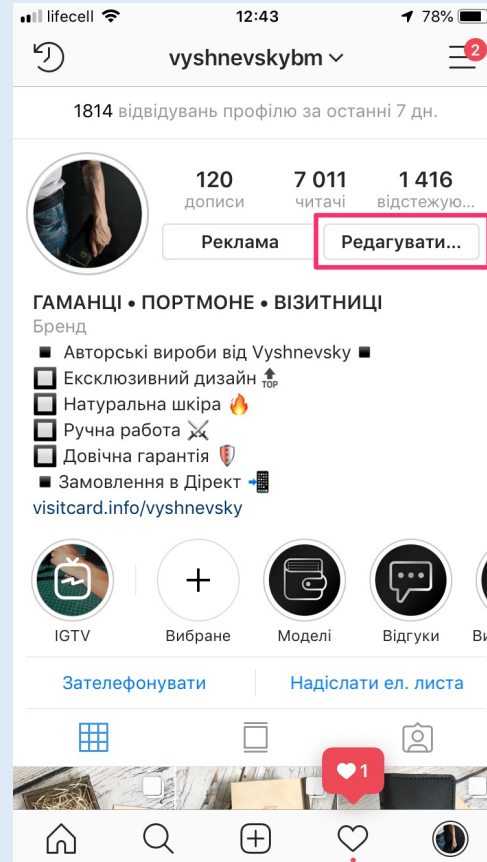 lifecell 12:43 78%
vyshnevskybm 2
1814 відвідувань профілю за останні 7 дн.
120 7 011 1 416
дописи читачі відстежую...
Реклама Редагувати...
ГАМАНЦІ • ПОРТМОНЕ • ВІЗИТНИЦІ
Бренд
◾ Авторські вироби від Vyshnevsky ◾
🔲 Ексклюзивний дизайн 🔝
🔲 Натуральна шкіра 🔥
🔲 Ручна работа ⚔️
🔲 Довічна гарантія 🛡
◾ Замовлення в Дірект 📲
visitcard.info/vyshnevsky
IGTV Вибране Моделі Відгуки
Зателефонувати Надіслати ел. листа
1